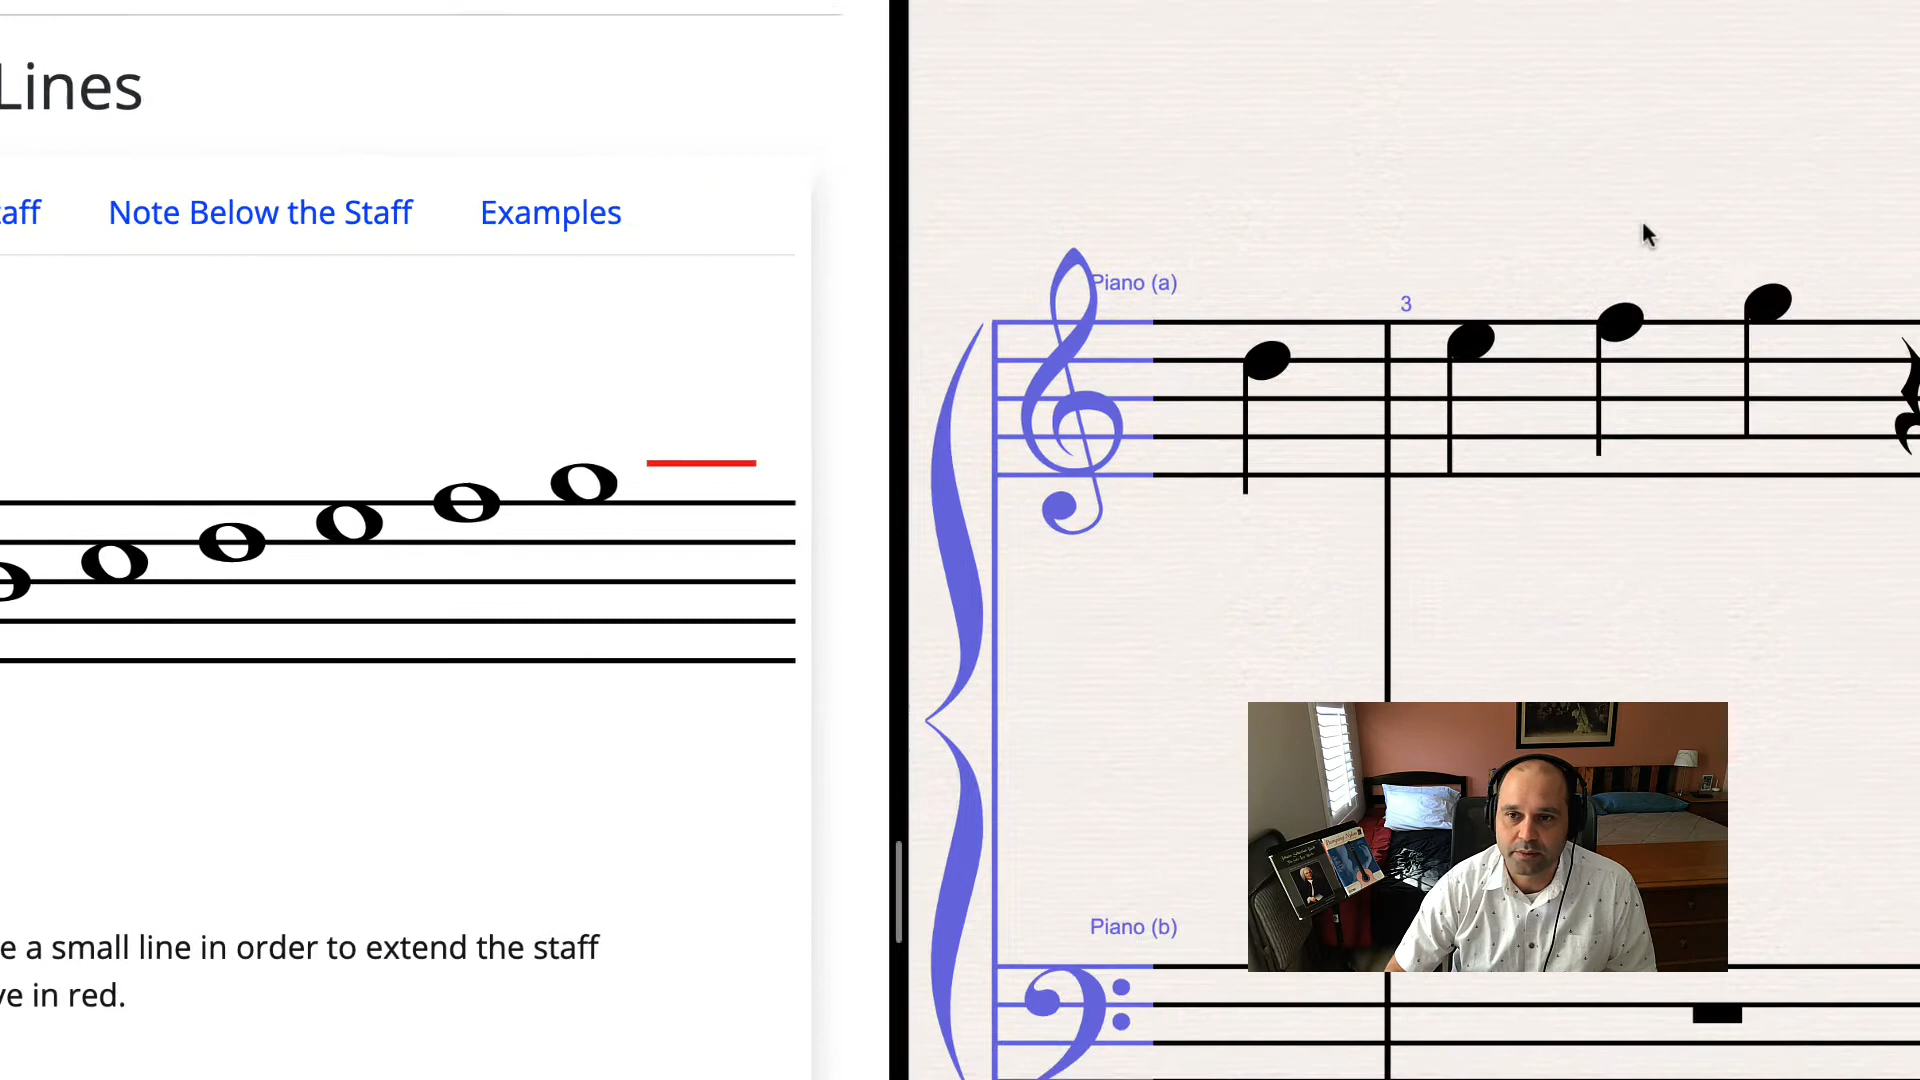 Lines
taff
Note Below the Staff
Examples
e a small line in order to extend the staff
ve in red.
Piano (a)
3
Piano (b)